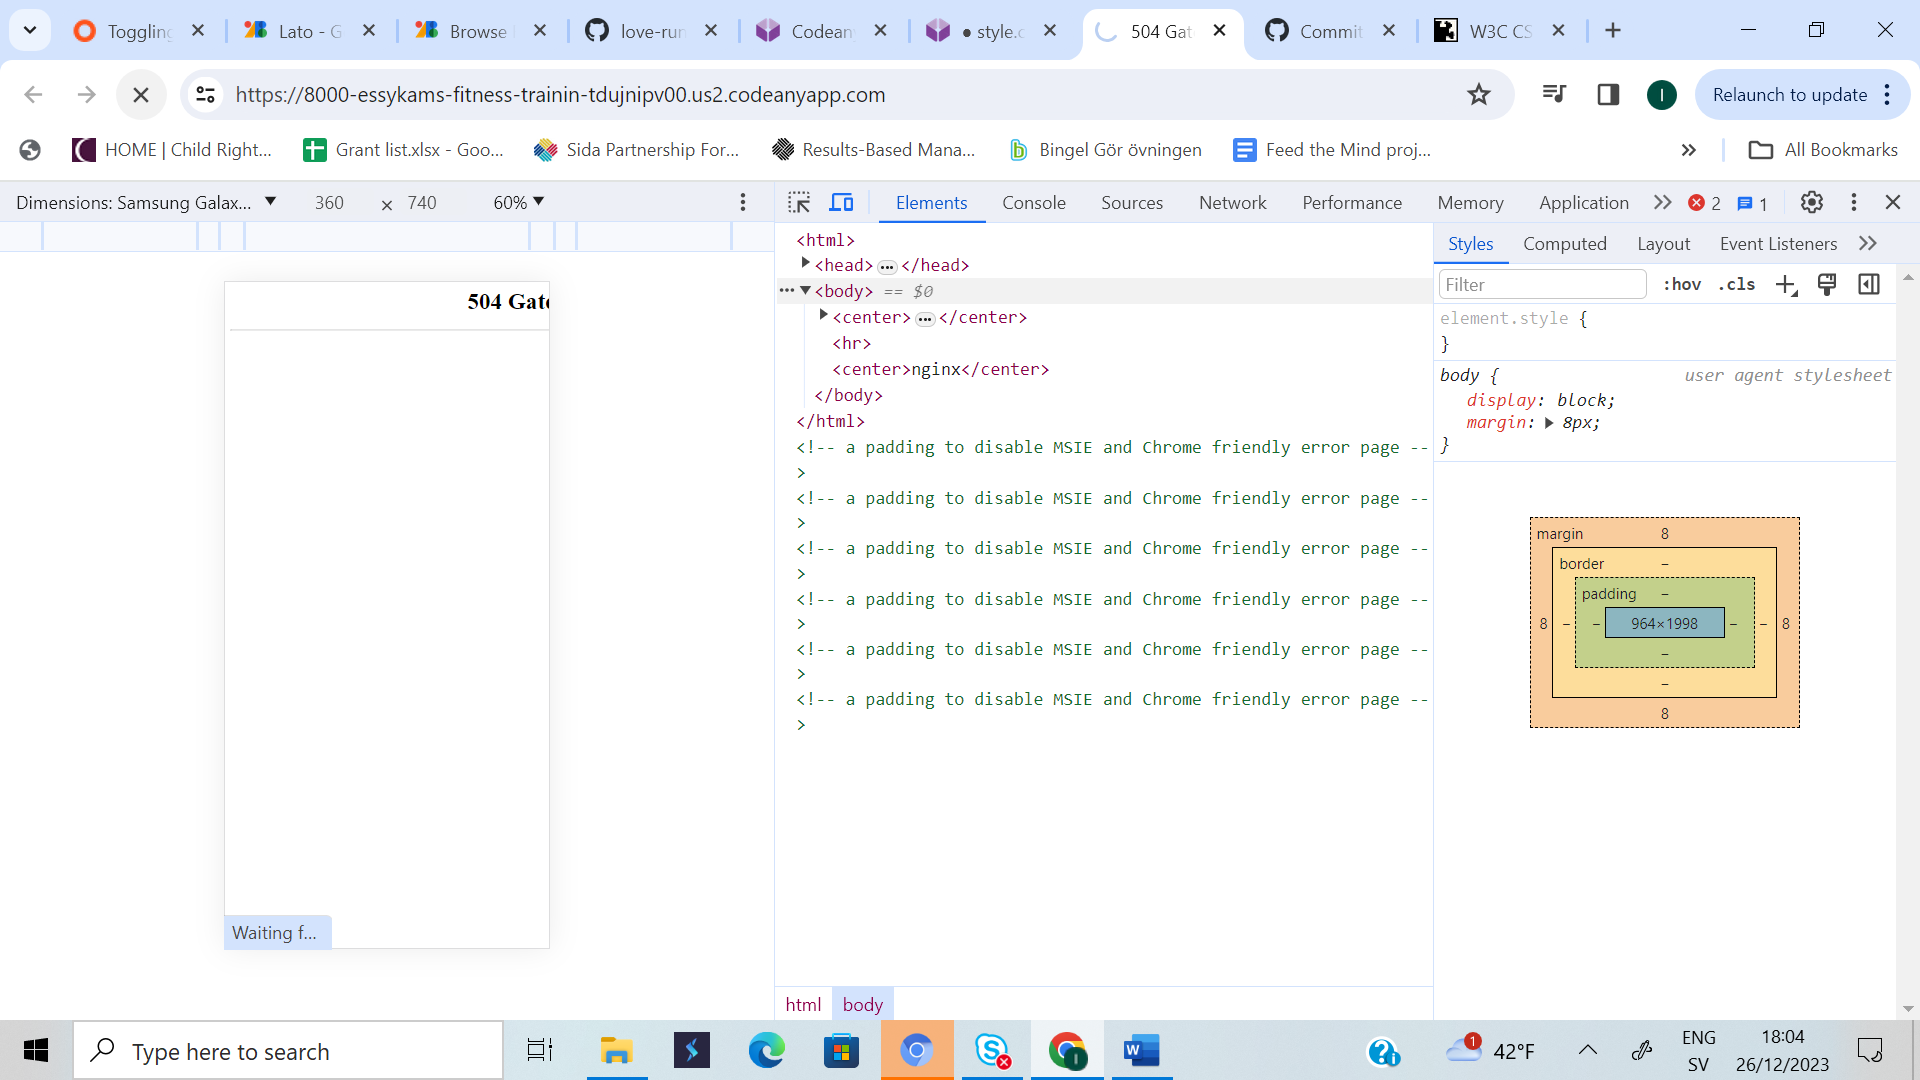 Toggling
Lato - G
Browse
love-run
Codean
● style.c
504 Gat
Commit
W3C CS
https://8000-essykams-fitness-trainin-tdujnipv00.us2.codeanyapp.com
I
Relaunch to update
HOME | Child Right...
Grant list.xlsx - Goo...
Sida Partnership For...
Results-Based Mana...
Bingel Gör övningen
Feed the Mind proj...
»
All Bookmarks
Dimensions: Samsung Galax... ▼
360 × 740
60% ▼
Elements
Console
Sources
Network
Performance
Memory
Application
2
1
504 Gat
Waiting f...
<html>
<head> ... </head>
... <body> == $0
<center> ... </center>
<hr>
<center>nginx</center>
</body>
</html>
<!-- a padding to disable MSIE and Chrome friendly error page --
>
<!-- a padding to disable MSIE and Chrome friendly error page --
>
<!-- a padding to disable MSIE and Chrome friendly error page --
>
<!-- a padding to disable MSIE and Chrome friendly error page --
>
<!-- a padding to disable MSIE and Chrome friendly error page --
>
<!-- a padding to disable MSIE and Chrome friendly error page --
>
html
body
Styles
Computed
Layout
Event Listeners
Filter
:hov .cls
element.style {
}
body {
user agent stylesheet
display: block;
margin: ▶ 8px;
}
margin 8
border –
padding –
8 – – 964×1998 – – 8
–
–
8
Type here to search
1
42°F
ENG
SV
18:04
26/12/2023